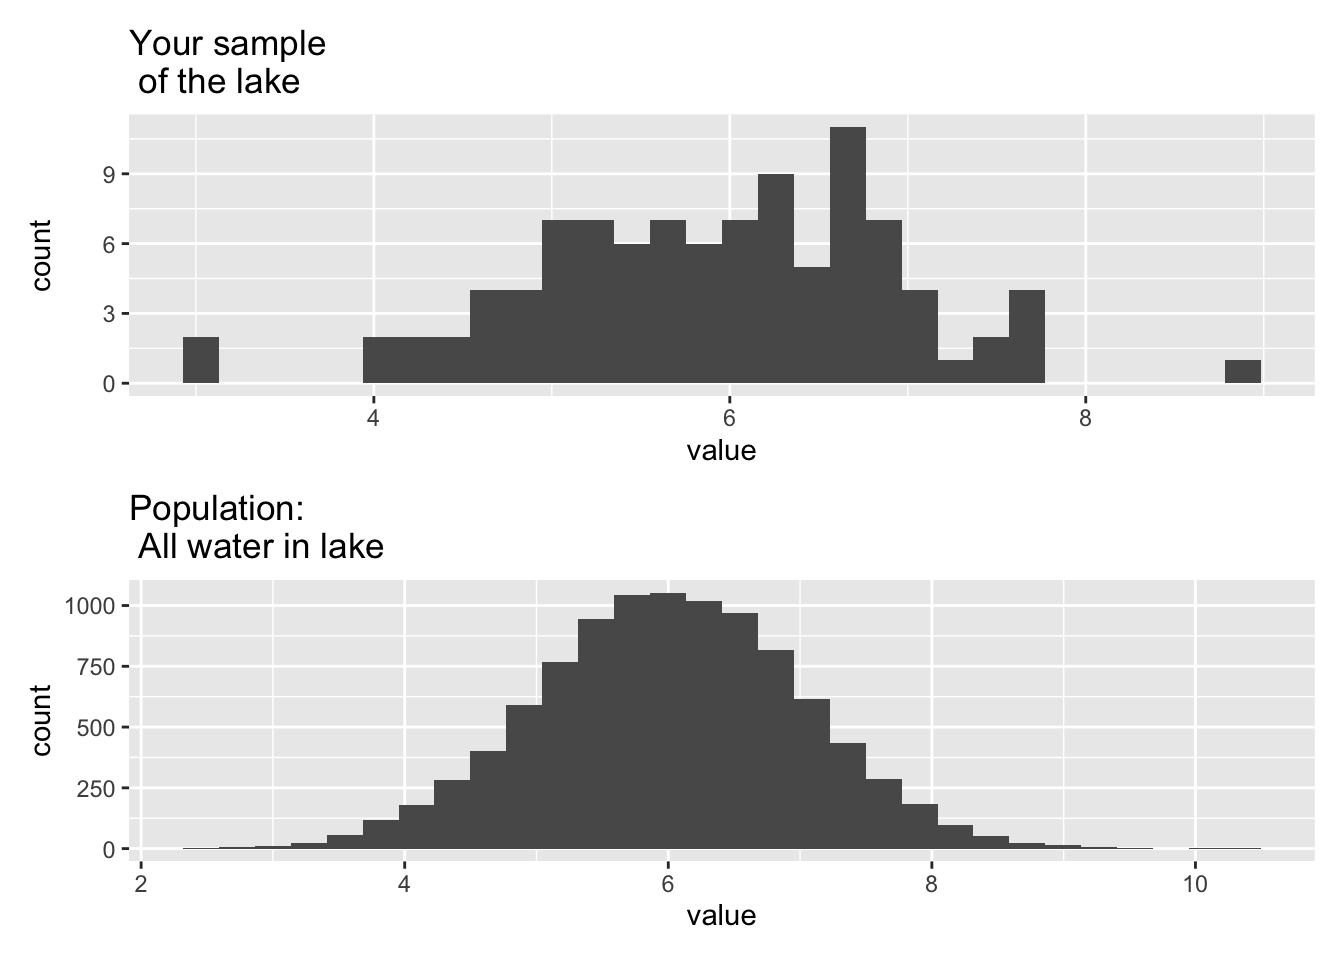 Your sample
of the lake
9
6
3
0
count
4 6 8
value
Population:
All water in lake
1000
750
500
250
0
count
2 4 6 8 10
value